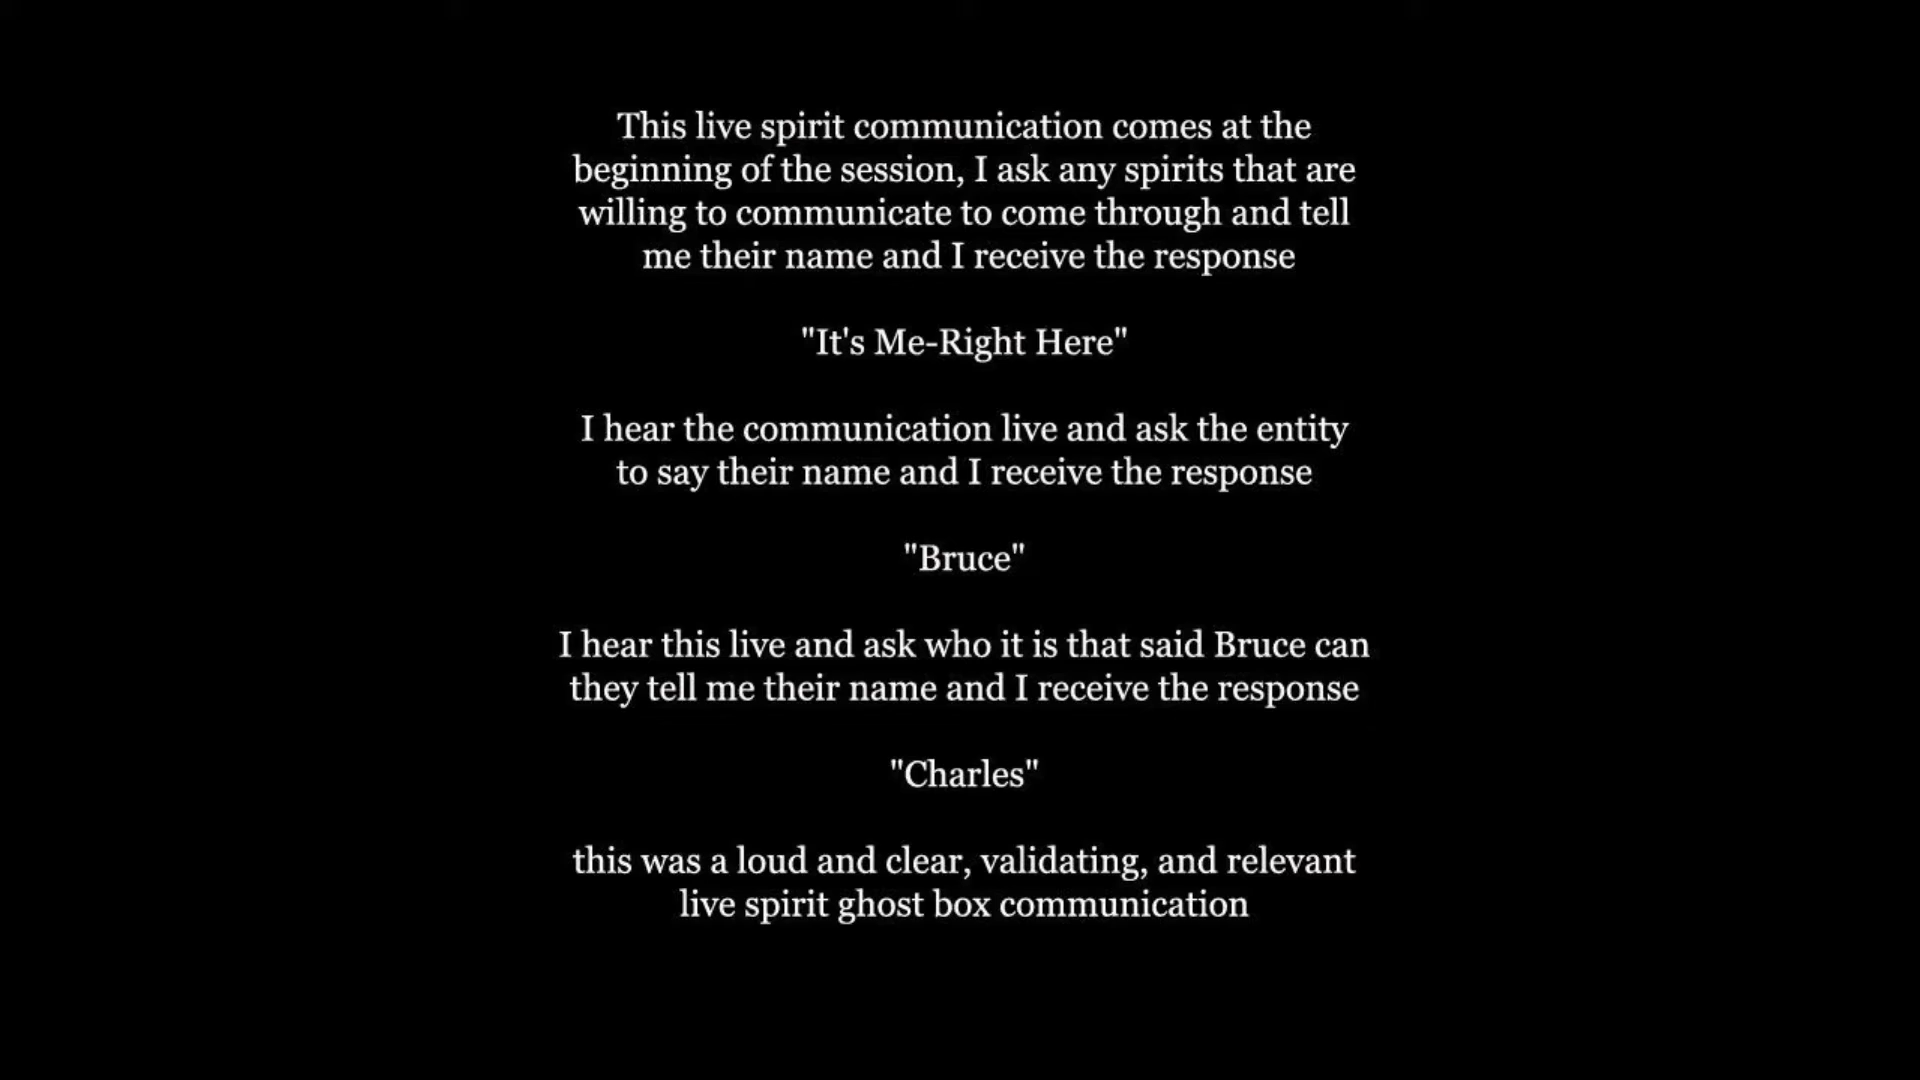 This live spirit communication comes at the
beginning of the session, I ask any spirits that are
willing to communicate to come through and tell
me their name and I receive the response
"It's Me-Right Here"
I hear the communication live and ask the entity
to say their name and I receive the response
"Bruce"
I hear this live and ask who it is that said Bruce can
they tell me their name and I receive the response
"Charles"
this was a loud and clear, validating, and relevant
live spirit ghost box communication